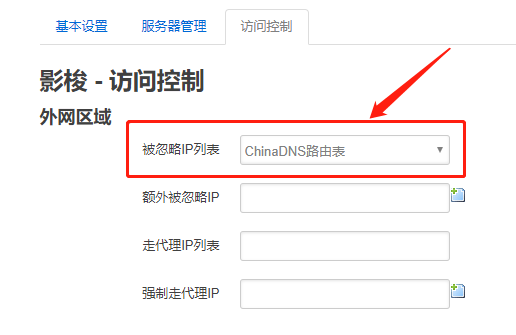 基本设置 服务器管理 访问控制
影梭 - 访问控制
外网区域
被忽略IP列表 ChinaDNS路由表
额外被忽略IP
走代理IP列表
强制走代理IP